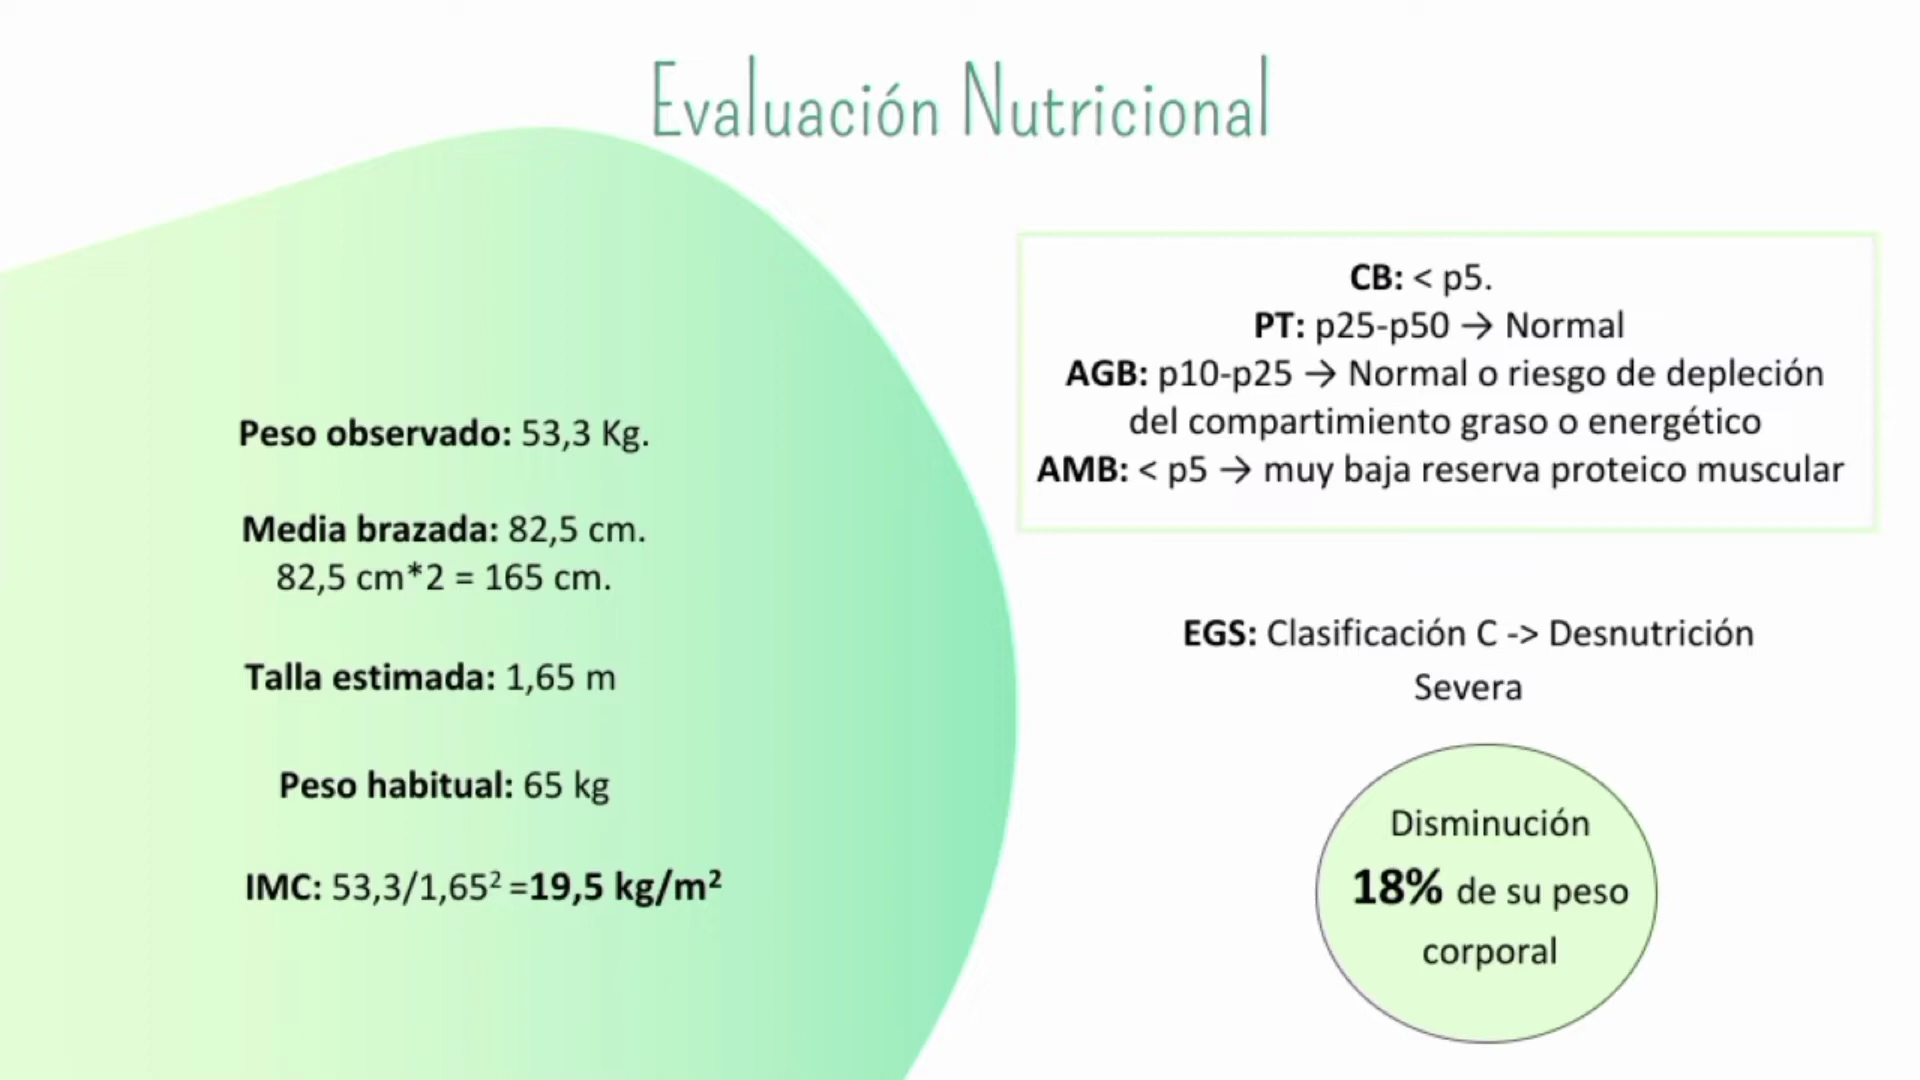 Evaluación Nutricional
Peso observado: 53,3 Kg.
Media brazada: 82,5 cm.
82,5 cm*2 = 165 cm.
Talla estimada: 1,65 m
Peso habitual: 65 kg
IMC: 53,3/1,65² =19,5 kg/m²
CB: < p5.
PT: p25-p50 → Normal
AGB: p10-p25 → Normal o riesgo de depleción
del compartimiento graso o energético
AMB: < p5 → muy baja reserva proteico muscular
EGS: Clasificación C -> Desnutrición
Severa
Disminución
18% de su peso
corporal